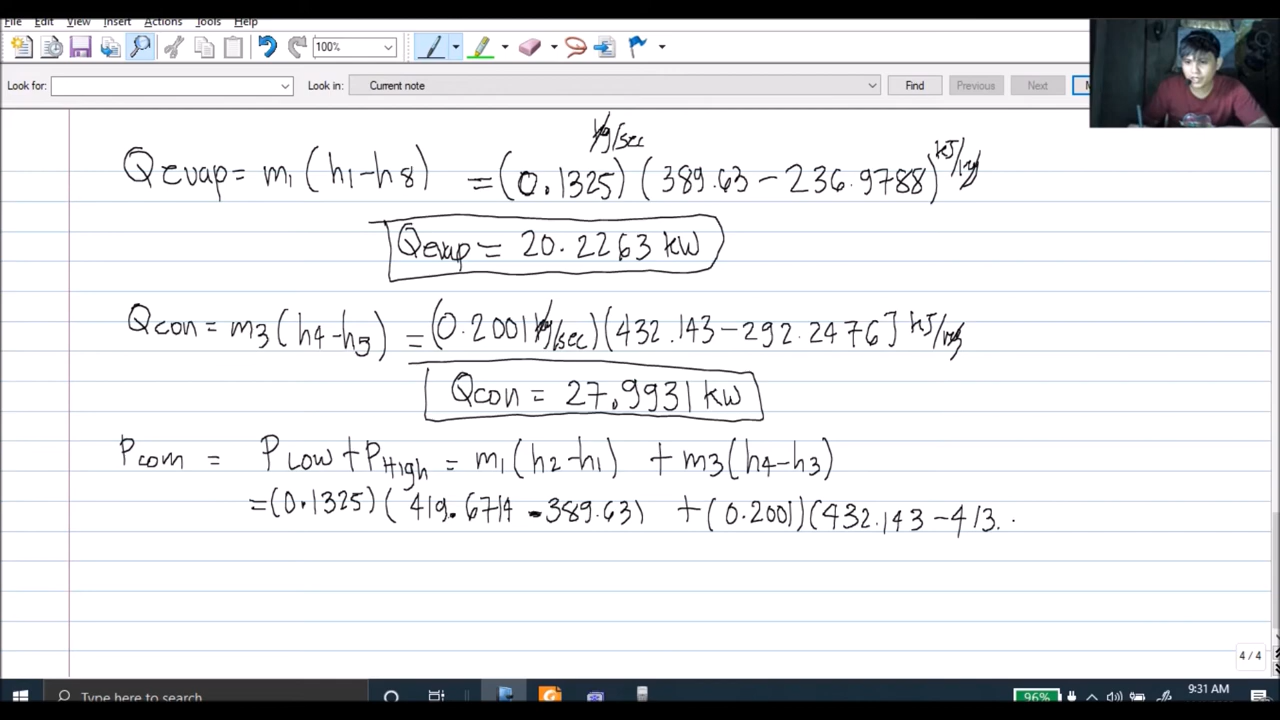 File Edit View Insert Actions Tools Help
100%
Look for: Look in: Current note Find Previous Next
kg/sec
Qevap = m1 (h1-h8) = (0.1325) (389.63 - 236.9788) kJ/kg
Qevap = 20.2263 kW
Qcon = m3 (h4-h5) = (0.2001 kg/sec) (432.143 - 292.2476] kJ/kg
Qcon = 27.9931 kW
Pcom = PLow + PHigh = m1 (h2-h1) + m3 (h4-h3)
= (0.1325) (419.6714 - 389.63) + (0.2001) (432.143 - 413.
4 / 4
Type here to search 96% 9:31 AM